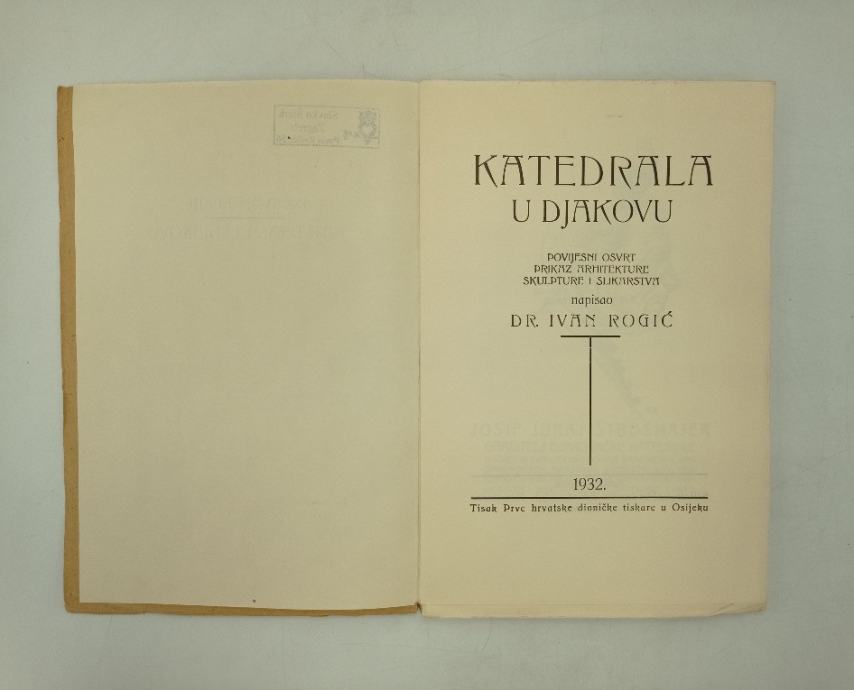 KATEDRALA
U DJAKOVU
POVIJESNI OSVRT
PRIKAZ ARHITEKTURE
SKULPTURE I SLIKARSTVA
napisao
DR. IVAN ROGIĆ
1932.
Tisak Prve hrvatske dioničke tiskare u Osijeku